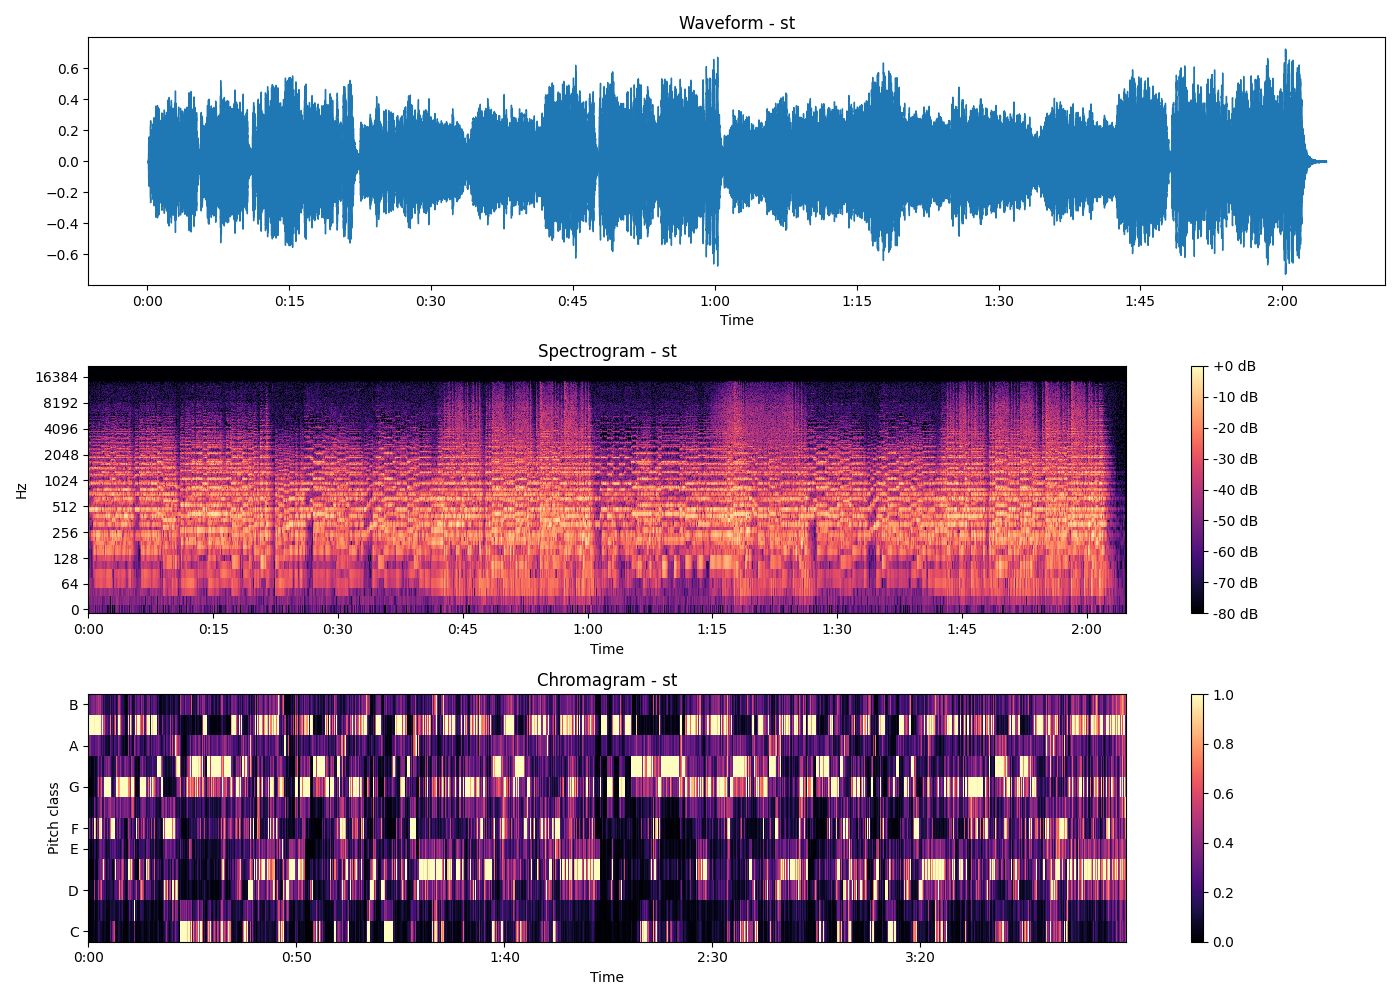 Waveform - st
0.6
0.4
0.2
0.0
−0.2
−0.4
−0.6
0:00 0:15 0:30 0:45 1:00 1:15 1:30 1:45 2:00
Time
Spectrogram - st
Hz
16384
8192
4096
2048
1024
512
256
128
64
0
0:00 0:15 0:30 0:45 1:00 1:15 1:30 1:45 2:00
Time
+0 dB
-10 dB
-20 dB
-30 dB
-40 dB
-50 dB
-60 dB
-70 dB
-80 dB
Chromagram - st
Pitch class
B
A
G
F
E
D
C
0:00 0:50 1:40 2:30 3:20
Time
1.0
0.8
0.6
0.4
0.2
0.0